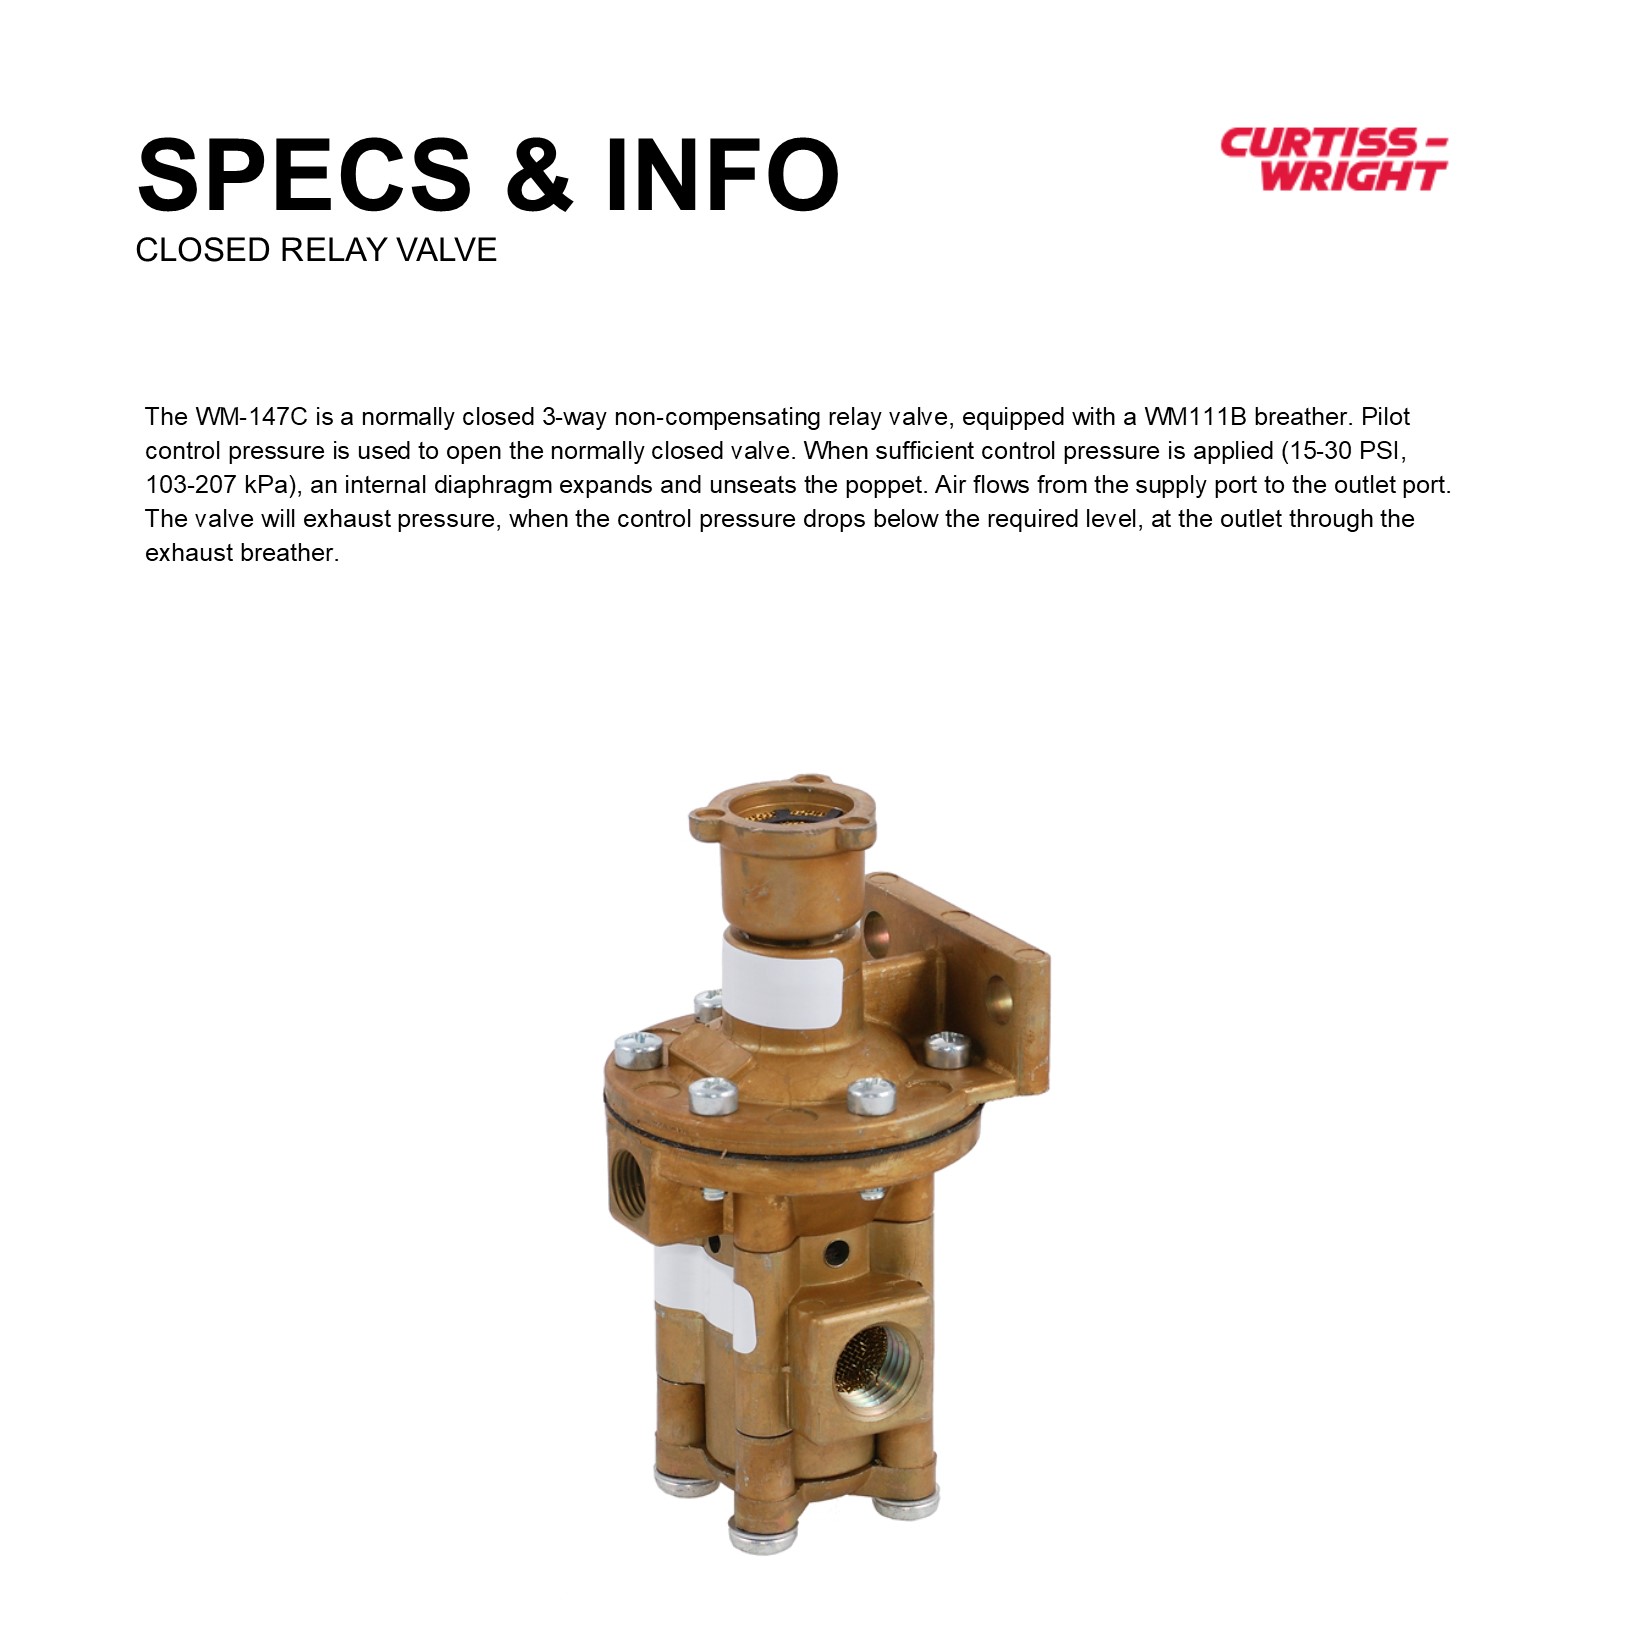 SPECS & INFO
CURTISS-
WRIGHT
CLOSED RELAY VALVE
The WM-147C is a normally closed 3-way non-compensating relay valve, equipped with a WM111B breather. Pilot
control pressure is used to open the normally closed valve. When sufficient control pressure is applied (15-30 PSI,
103-207 kPa), an internal diaphragm expands and unseats the poppet. Air flows from the supply port to the outlet port.
The valve will exhaust pressure, when the control pressure drops below the required level, at the outlet through the
exhaust breather.